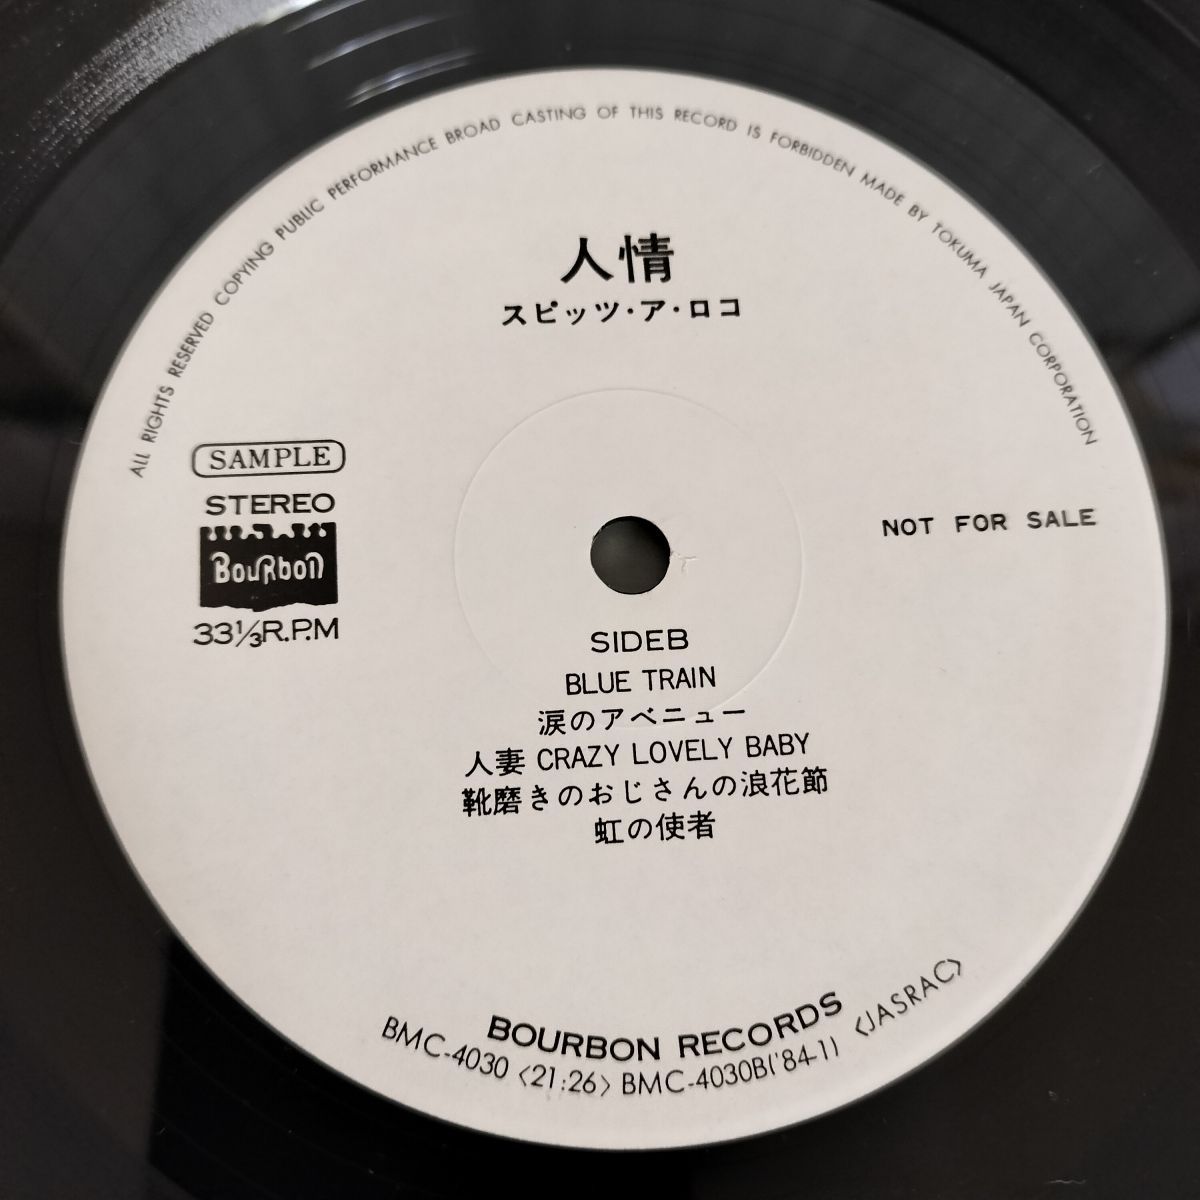 ALL RIGHTS RESERVED COPYING PUBLIC PERFORMANCE BROAD CASTING OF THIS RECORD IS FORBIDDEN MADE BY TOKUMA JAPAN CORPORATION
人情
スピッツ・ア・ロコ
SAMPLE
STEREO
BouRbon
33⅓R.P.M
NOT FOR SALE
SIDEB
BLUE TRAIN
涙のアベニュー
人妻 CRAZY LOVELY BABY
靴磨きのおじさんの浪花節
虹の使者
BOURBON RECORDS
BMC-4030 <21:26> BMC-4030B('84-1) <JASRAC>